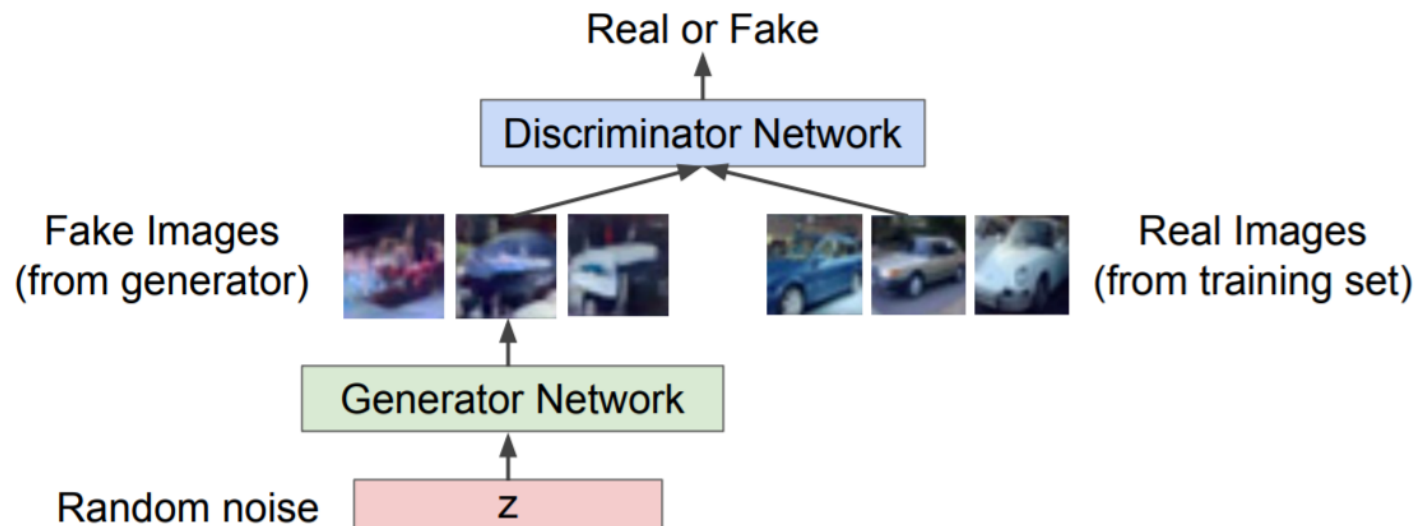 Real or Fake
Discriminator Network
Fake Images
(from generator)
Real Images
(from training set)
Generator Network
Random noise
z